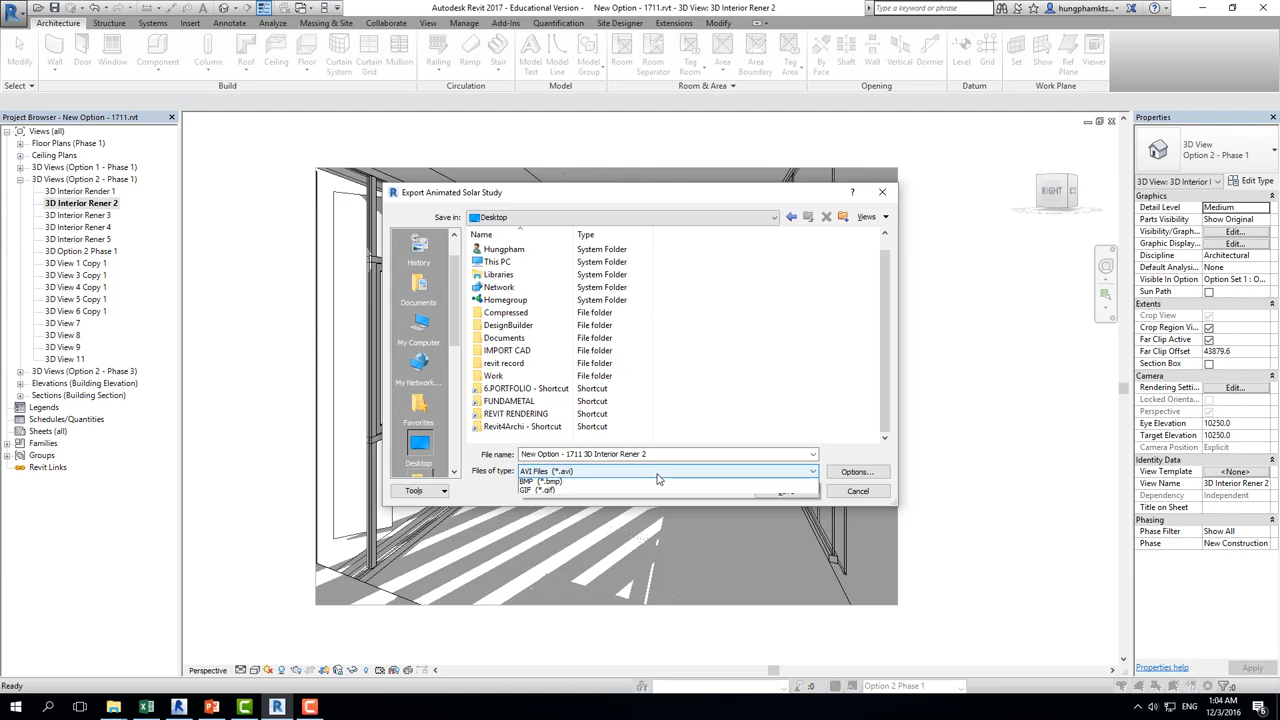 Autodesk Revit 2017 - Educational Version - New Option - 1711.rvt - 3D View: 3D Interior Rener 2
Type a keyword or phrase
hungphamkts...
Architecture Structure Systems Insert Annotate Analyze Massing & Site Collaborate View Manage Add-Ins Quantification Site Designer Extensions Modify
Modify Wall Door Window Component Column Roof Ceiling Floor Curtain System Curtain Grid Mullion Railing Ramp Stair Model Text Model Line Model Group Room Room Separator Tag Room Area Area Boundary Tag Area By Face Shaft Wall Vertical Dormer Level Grid Set Show Ref Plane Viewer
Select Build Circulation Model Room & Area Opening Datum Work Plane
Project Browser - New Option - 1711.rvt
Views (all)
Floor Plans (Phase 1)
Ceiling Plans
3D Views (Option 1 - Phase 1)
3D Views (Option 2 - Phase 1)
3D Interior Render 1
3D Interior Rener 2
3D Interior Rener 3
3D Interior Rener 4
3D Interior Rener 5
3D Option 2 Phase 1
3D View 1 Copy 1
3D View 3 Copy 1
3D View 4 Copy 1
3D View 5 Copy 1
3D View 6 Copy 1
3D View 7
3D View 8
3D View 9
3D View 11
3D Views (Option 2 - Phase 3)
Elevations (Building Elevation)
Sections (Building Section)
Legends
Schedules/Quantities
Sheets (all)
Families
Groups
Revit Links
Export Animated Solar Study
Save in: Desktop Views
Name Type
Hungpham System Folder
This PC System Folder
Libraries System Folder
Network System Folder
Homegroup System Folder
Compressed File folder
DesignBuilder File folder
Documents File folder
IMPORT CAD File folder
revit record File folder
Work File folder
6.PORTFOLIO - Shortcut Shortcut
FUNDAMETAL Shortcut
REVIT RENDERING Shortcut
Revit4Archi - Shortcut Shortcut
History
Documents
My Computer
My Network...
Favorites
Desktop
File name: New Option - 1711 3D Interior Rener 2
Files of type: AVI Files (*.avi) Options...
BMP (*.bmp)
GIF (*.gif)
Tools Cancel
RIGHT
Properties
3D View
Option 2 - Phase 1
3D View: 3D Interior I Edit Type
Graphics
Detail Level Medium
Parts Visibility Show Original
Visibility/Graph... Edit...
Graphic Display... Edit...
Discipline Architectural
Default Analysi... None
Visible In Option Option Set 1 : O...
Sun Path
Extents
Crop View
Crop Region Vi...
Far Clip Active
Far Clip Offset 43879.6
Section Box
Camera
Rendering Setti... Edit...
Locked Orienta...
Perspective
Eye Elevation 10250.0
Target Elevation 10250.0
Camera Position Explicit
Identity Data
View Template <None>
View Name 3D Interior Rener 2
Dependency Independent
Title on Sheet
Phasing
Phase Filter Show All
Phase New Construction
Properties help Apply
Perspective
Ready
:0 Option 2 Phase 1 :0
ENG
1:04 AM
12/3/2016